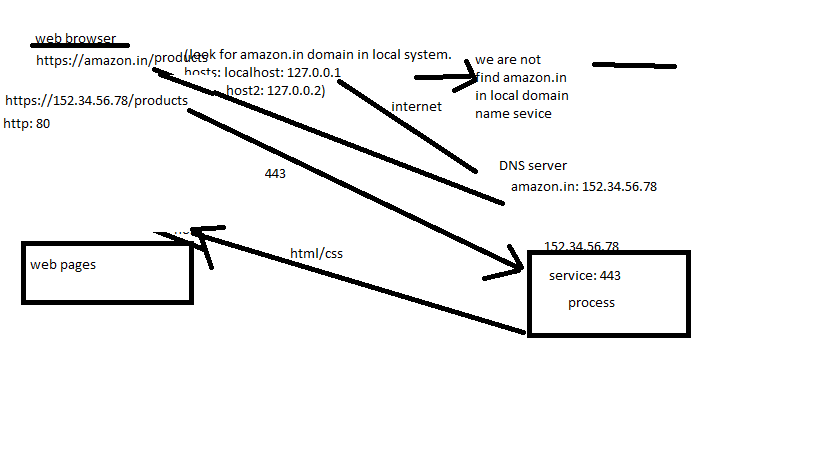 web browser
https://amazon.in/products
(look for amazon.in domain in local system.
hosts: localhost: 127.0.0.1
host2: 127.0.0.2)
we are not
find amazon.in
in local domain
name sevice
https://152.34.56.78/products
http: 80
internet
DNS server
amazon.in: 152.34.56.78
443
152.34.56.78
service: 443
process
html/css
web pages